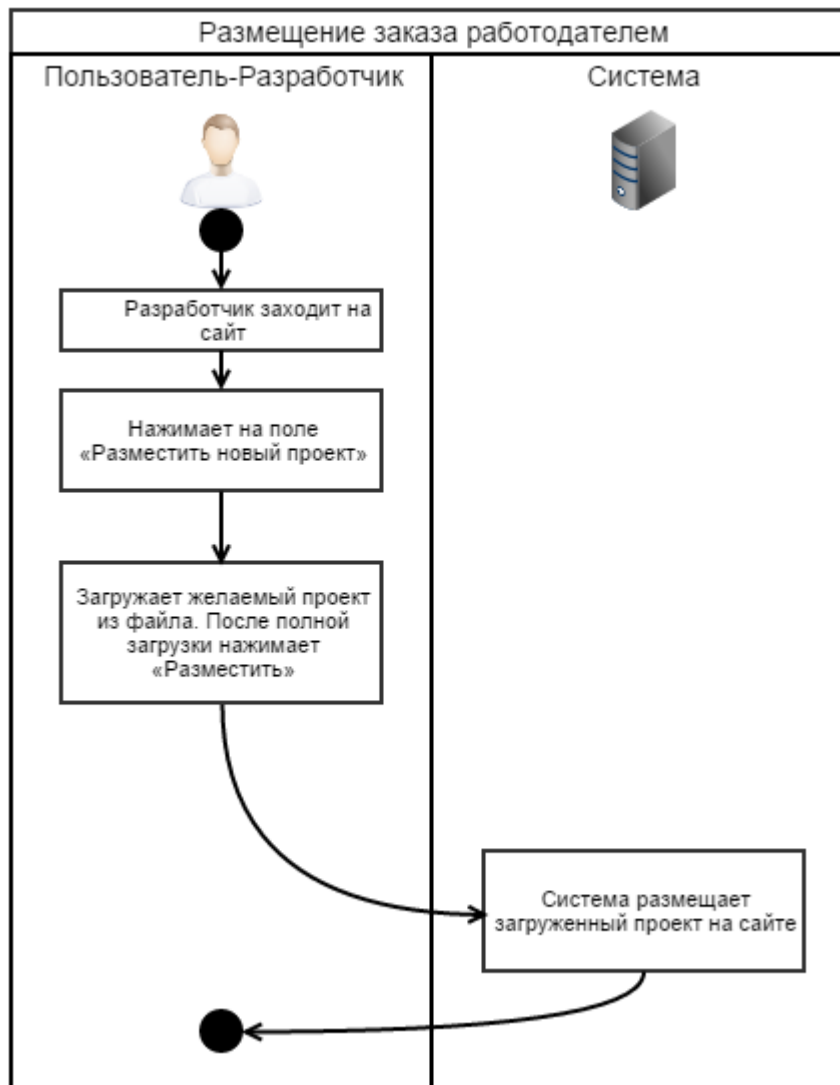 Размещение заказа работодателем
Пользователь-Разработчик
Система
Разработчик заходит на
сайт
Нажимает на поле
«Разместить новый проект»
Загружает желаемый проект
из файла. После полной
загрузки нажимает
«Разместить»
Система размещает
загруженный проект на сайте